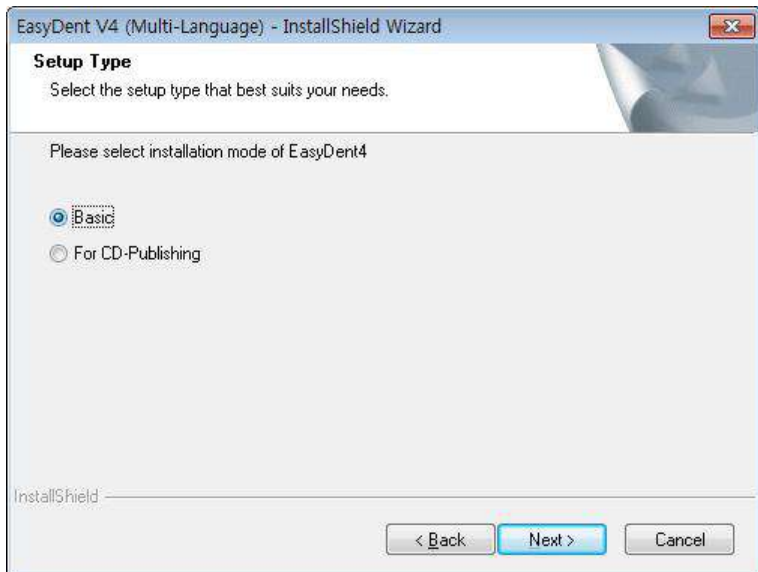 EasyDent V4 (Multi-Language) - InstallShield Wizard
Setup Type
Select the setup type that best suits your needs.
Please select installation mode of EasyDent4
Basic
For CD-Publishing
InstallShield
< Back
Next >
Cancel